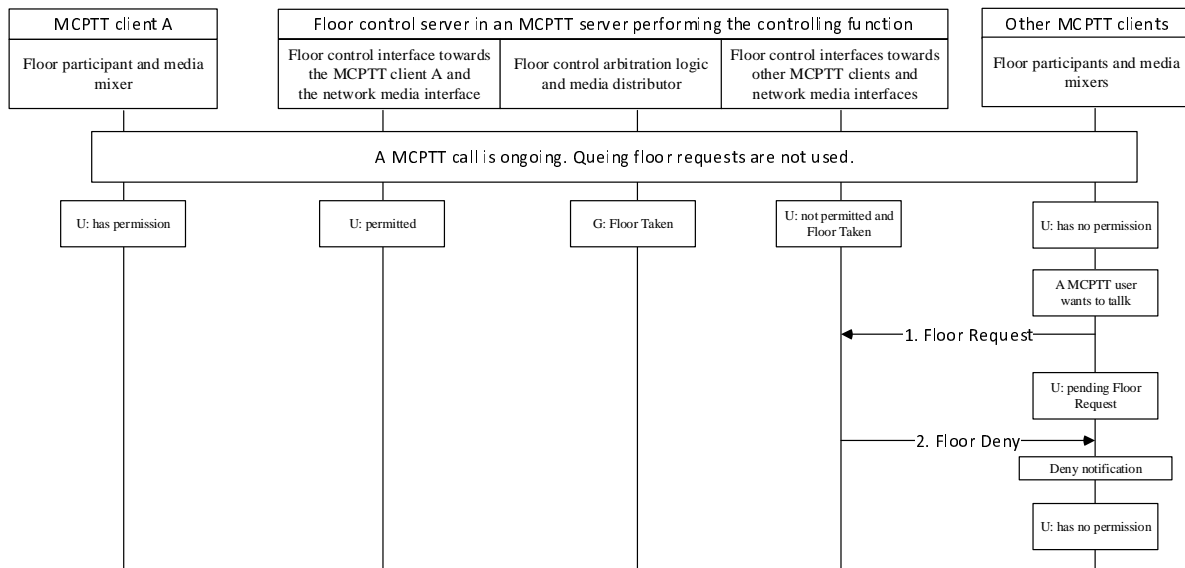 MCPTT client A
Floor control server in an MCPTT server performing the controlling function
Other MCPTT clients
Floor participant and media
mixer
Floor control interface towards
the MCPTT client A and
the network media interface
Floor control arbitration logic
and media distributor
Floor control interfaces towards
other MCPTT clients and
network media interfaces
Floor participants and media
mixers
A MCPTT call is ongoing. Queing floor requests are not used.
U: has permission
U: permitted
G: Floor Taken
U: not permitted and
Floor Taken
U: has no permission
A MCPTT user
wants to tallk
1. Floor Request
U: pending Floor
Request
2. Floor Deny
Deny notification
U: has no permission